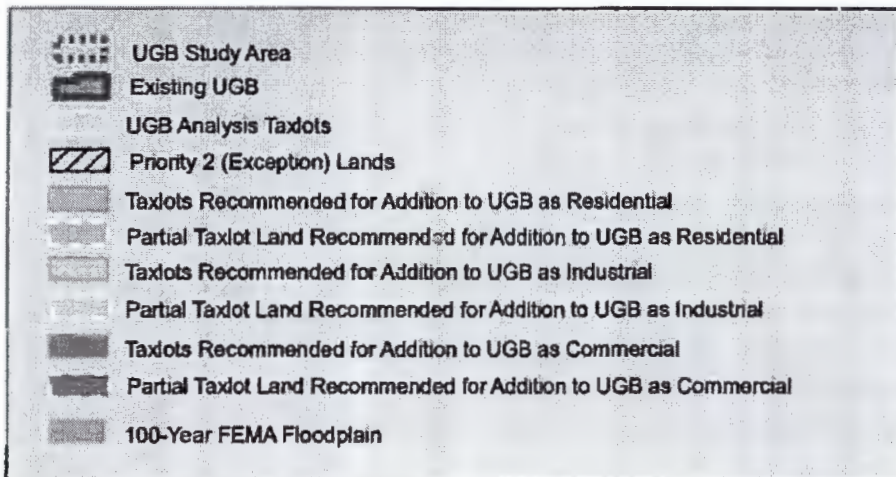 UGB Study Area
Existing UGB
UGB Analysis Taxlots
Priority 2 (Exception) Lands
Taxlots Recommended for Addition to UGB as Residential
Partial Taxlot Land Recommended for Addition to UGB as Residential
Taxlots Recommended for Addition to UGB as Industrial
Partial Taxlot Land Recommended for Addition to UGB as Industrial
Taxlots Recommended for Addition to UGB as Commercial
Partial Taxlot Land Recommended for Addition to UGB as Commercial
100-Year FEMA Floodplain